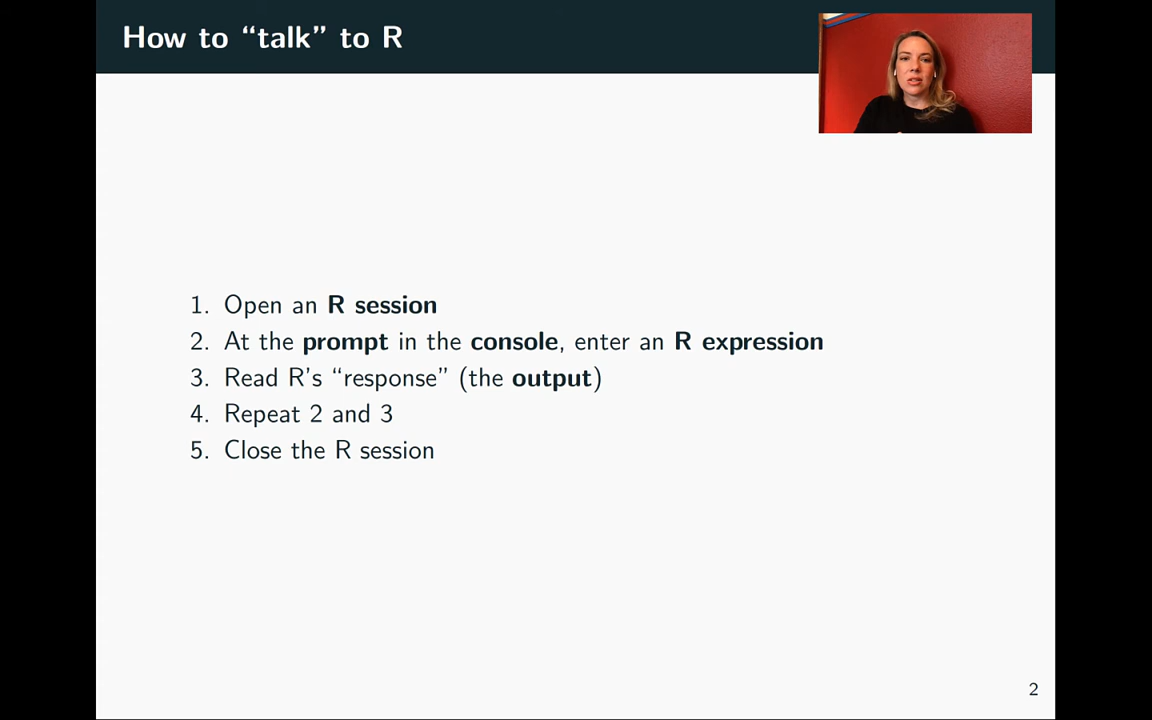 How to “talk” to R
1. Open an R session
2. At the prompt in the console, enter an R expression
3. Read R’s “response” (the output)
4. Repeat 2 and 3
5. Close the R session
2